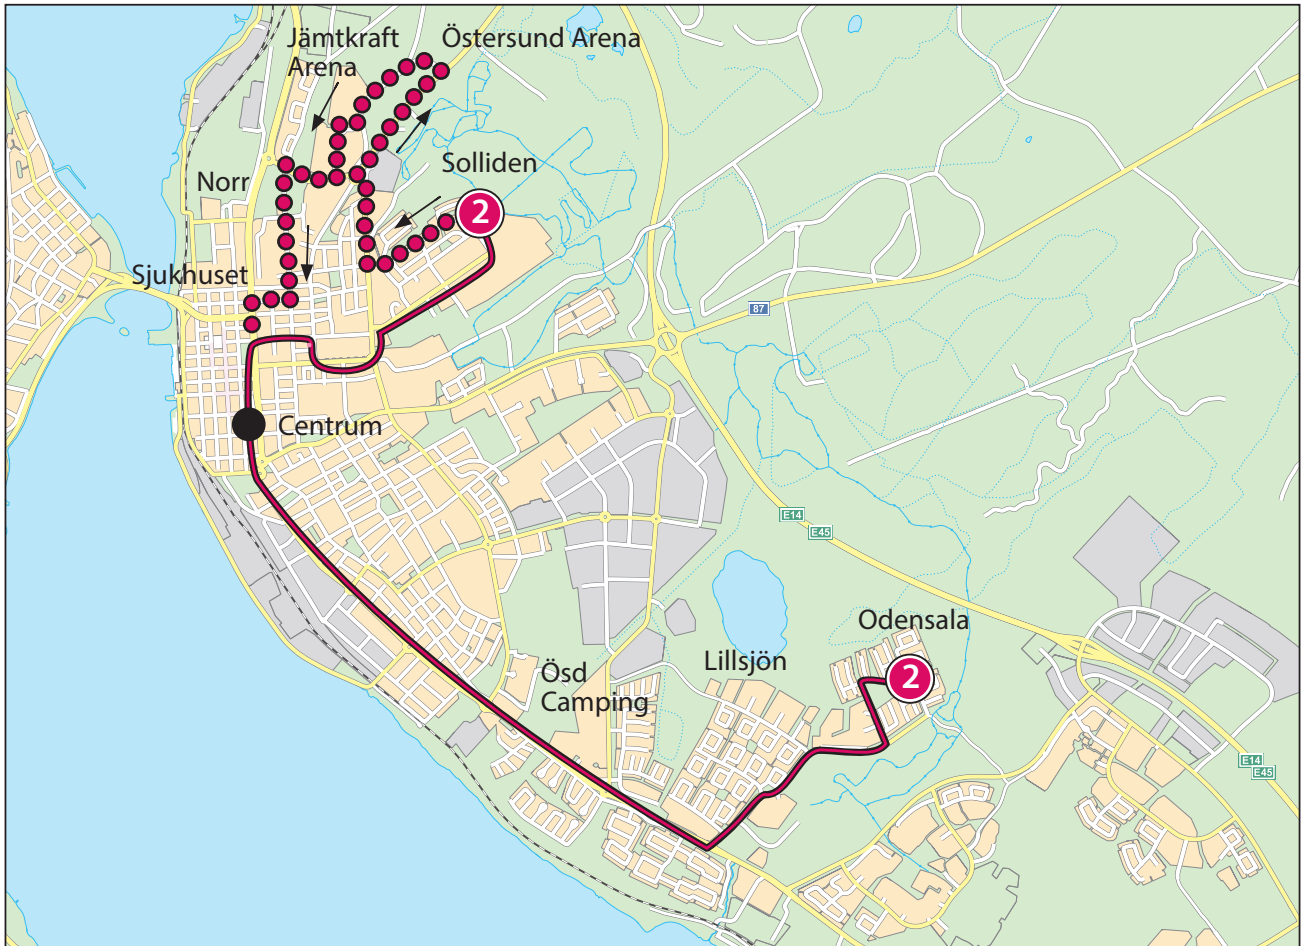 Jämtkraft
Arena
Östersund Arena
Solliden
2
Norr
Sjukhuset
87
Centrum
E14
E45
Odensala
Lillsjön
2
Ösd
Camping
E14
E45